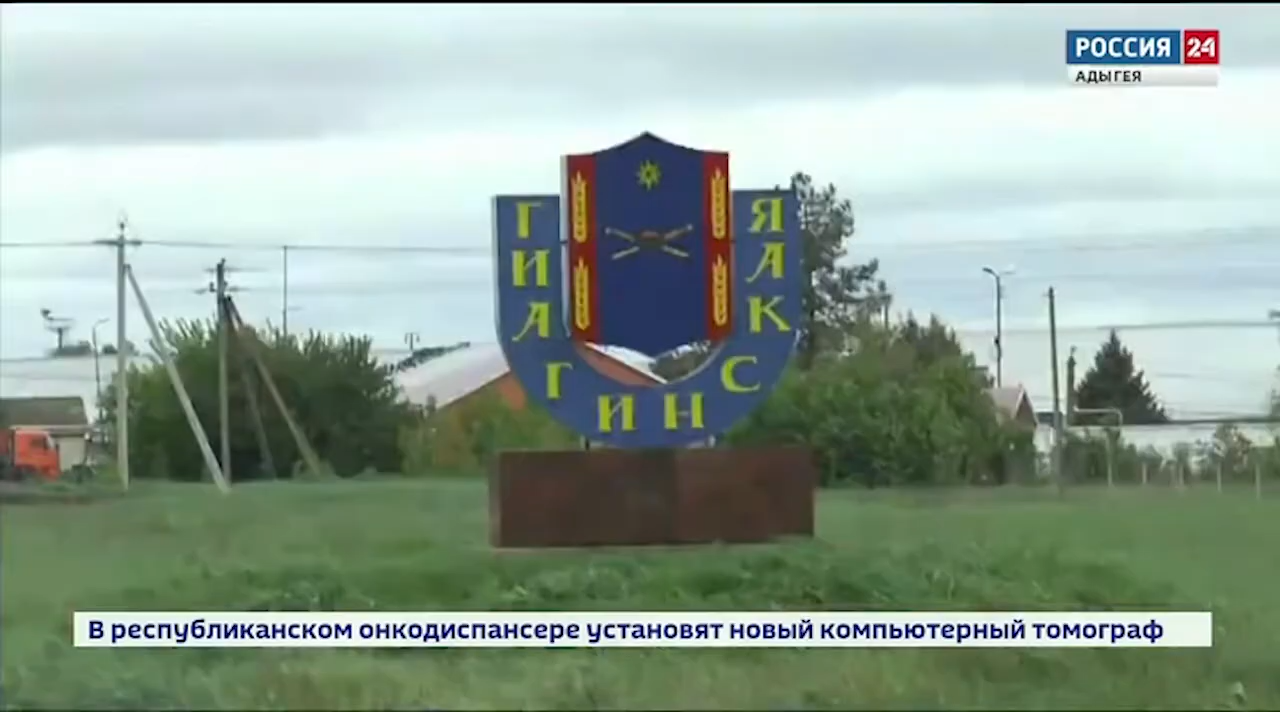 РОССИЯ 24
АДЫГЕЯ
ГИАГИНСКАЯ
В республиканском онкодиспансере установят новый компьютерный томограф